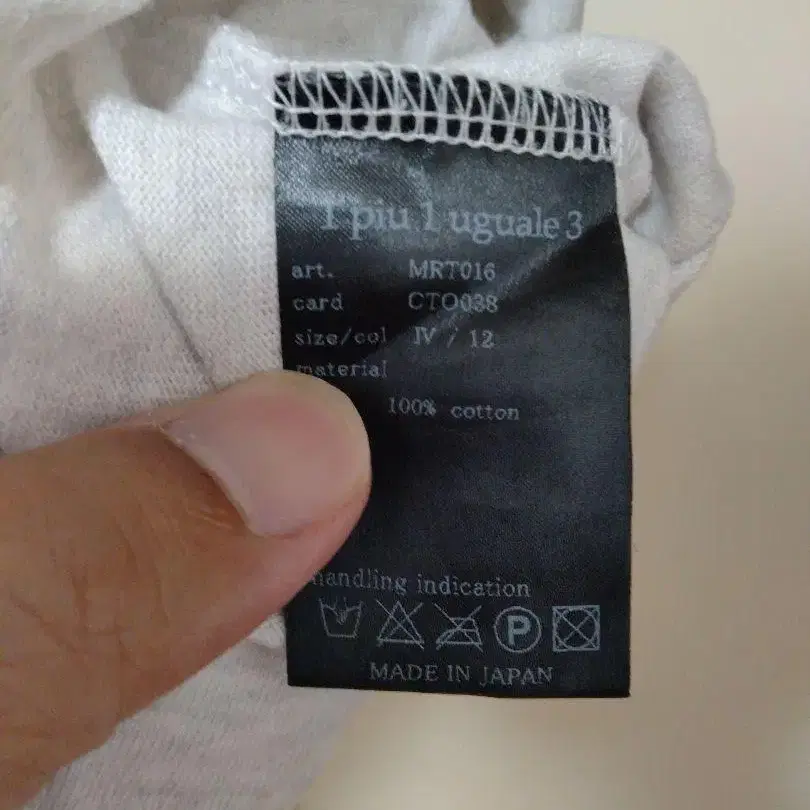 1 piu 1 uguale 3
art. MRT016
card CTO038
size/col IV / 12
material
100% cotton
handling indication
P
MADE IN JAPAN